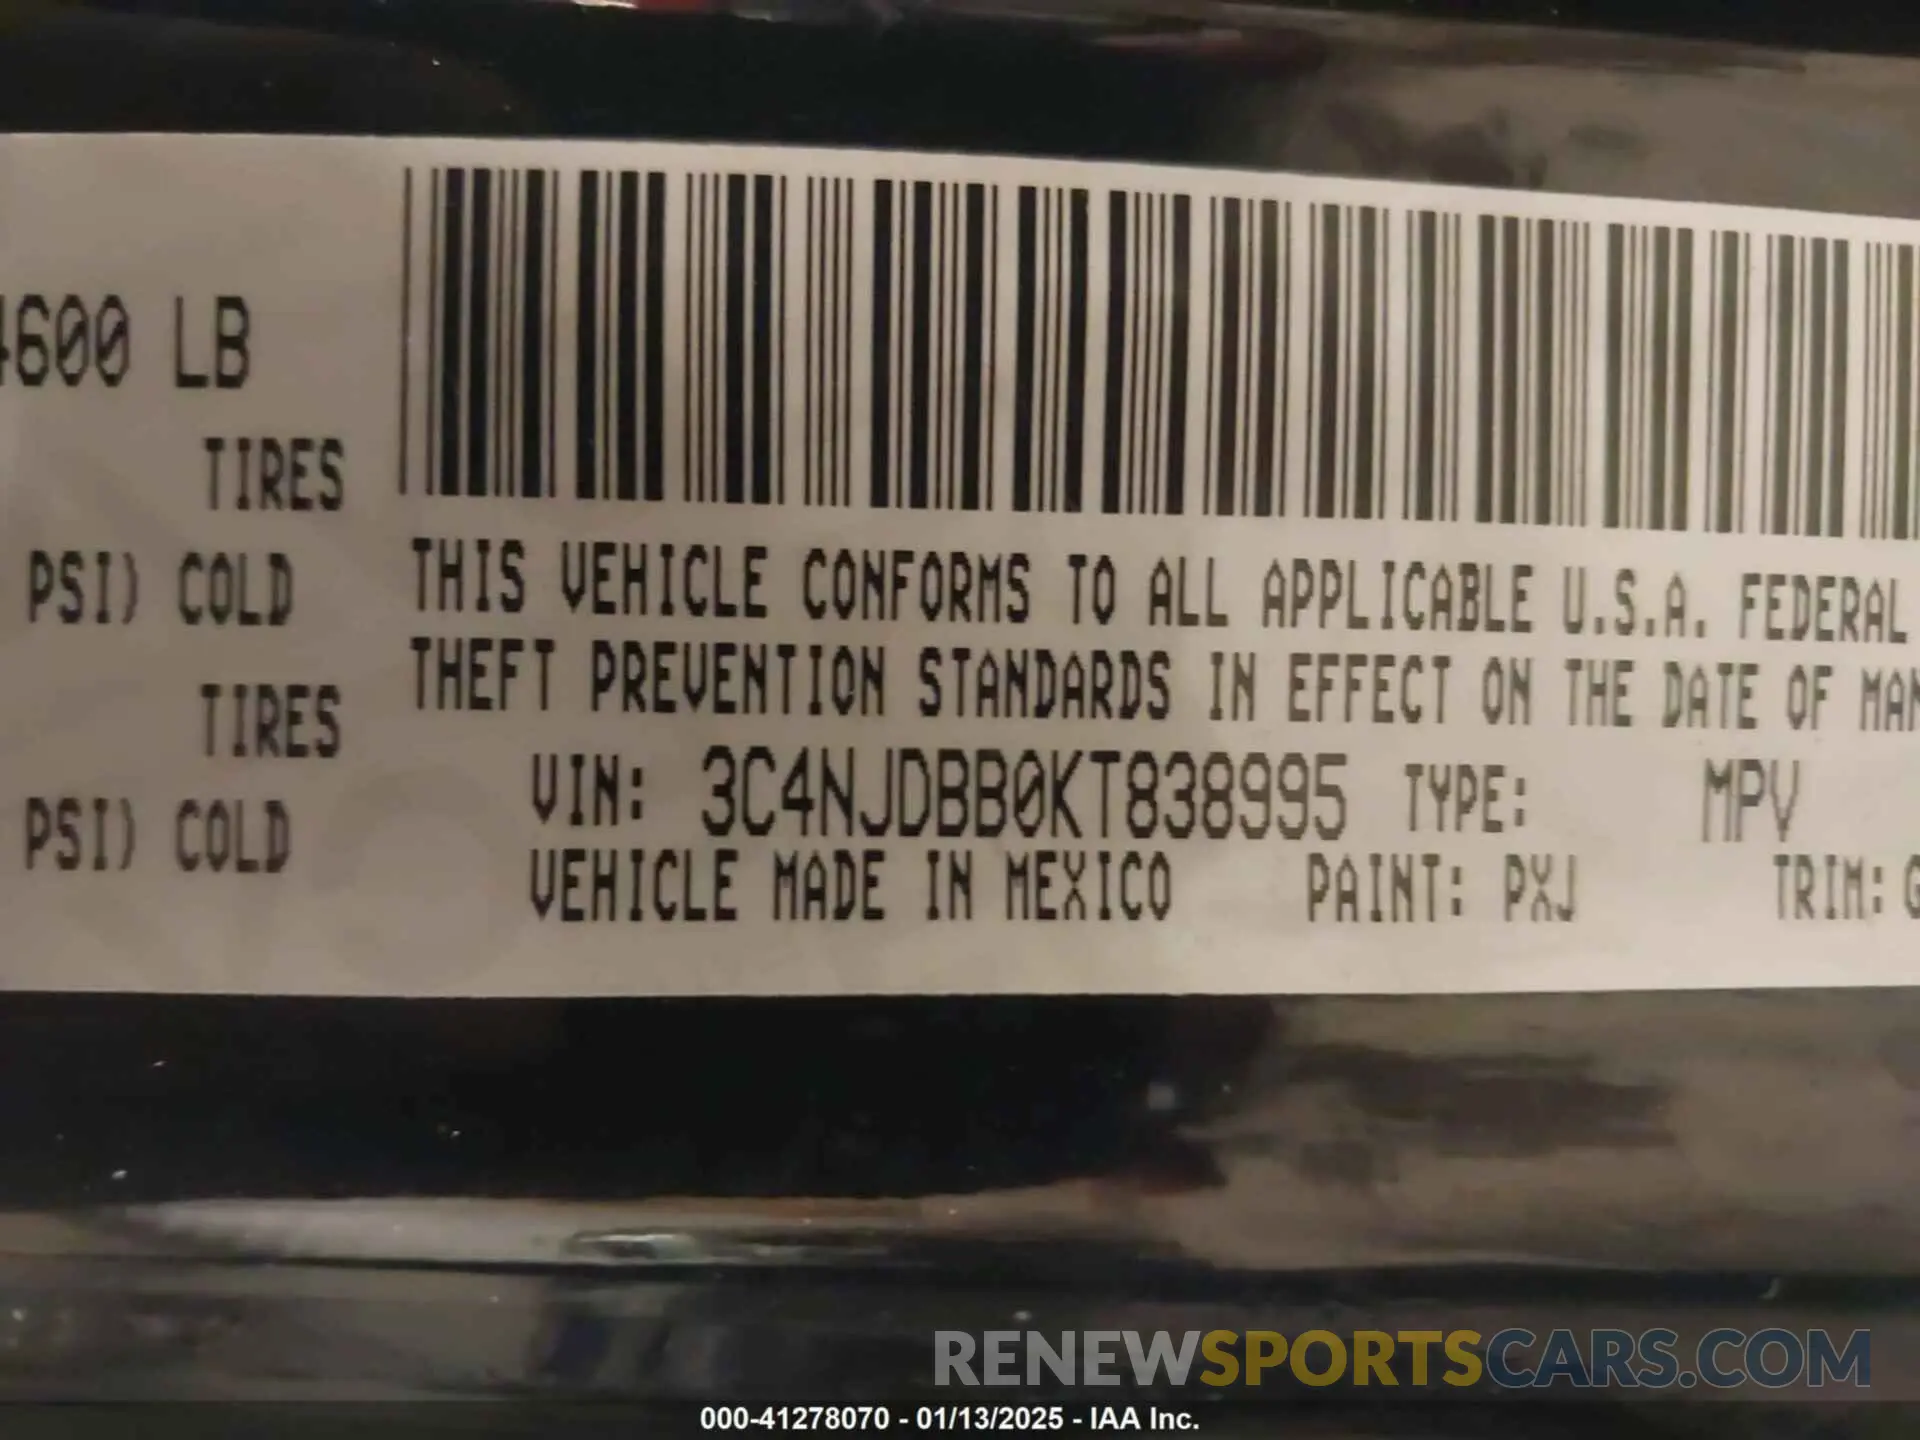 4600 LB
TIRES
PSI) COLD
TIRES
PSI) COLD
THIS VEHICLE CONFORMS TO ALL APPLICABLE U.S.A. FEDERAL
THEFT PREVENTION STANDARDS IN EFFECT ON THE DATE OF MAN
VIN: 3C4NJDBB0KT838995 TYPE: MPV
VEHICLE MADE IN MEXICO PAINT: PXJ TRIM: G
RENEWSPORTSCARS.COM
000-41278070 - 01/13/2025 - IAA Inc.